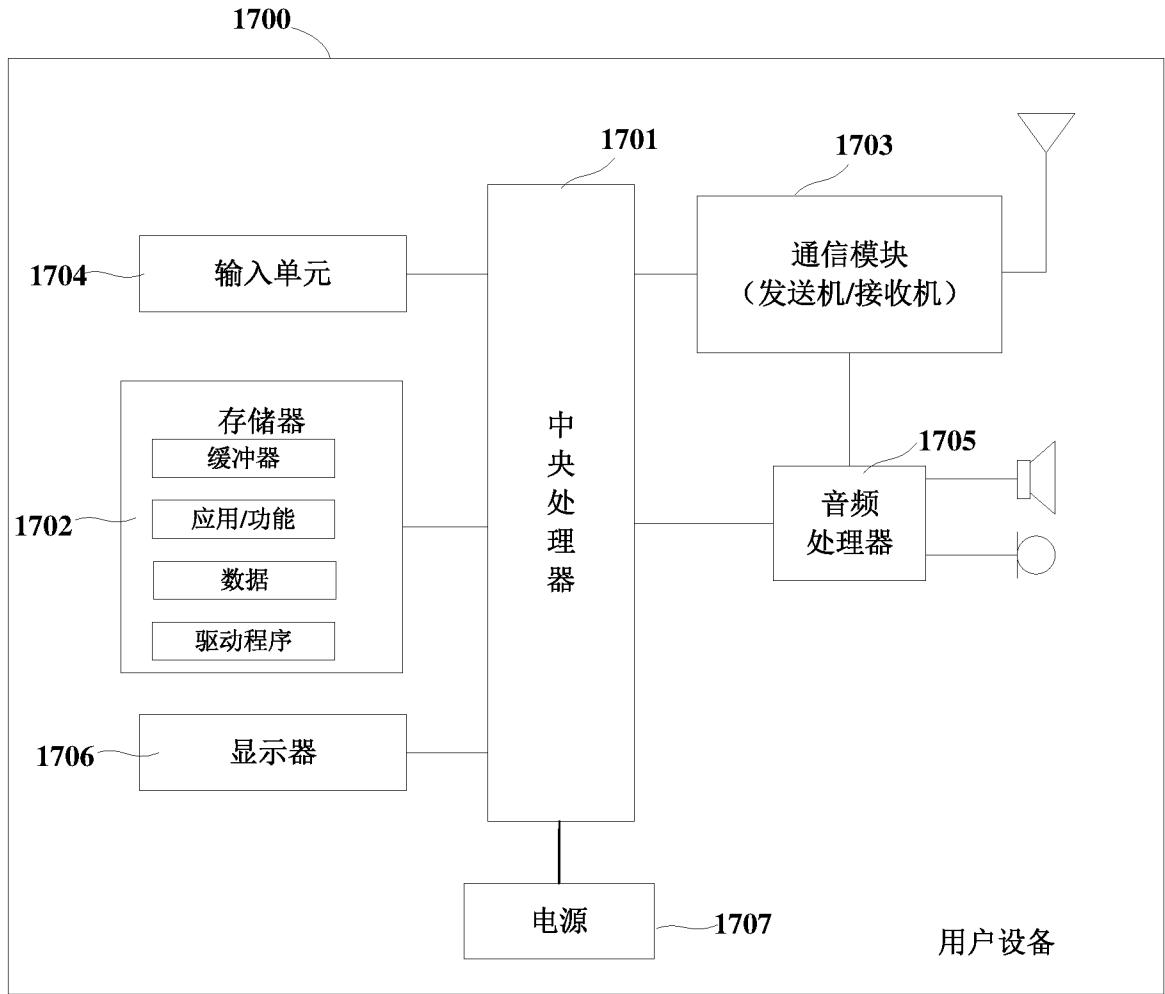 1700
1701
1703
通信模块
（发送机/接收机）
1704
输入单元
存储器
缓冲器
应用/功能
数据
驱动程序
1702
中
央
处
理
器
1705
音频
处理器
1706
显示器
电源
1707
用户设备